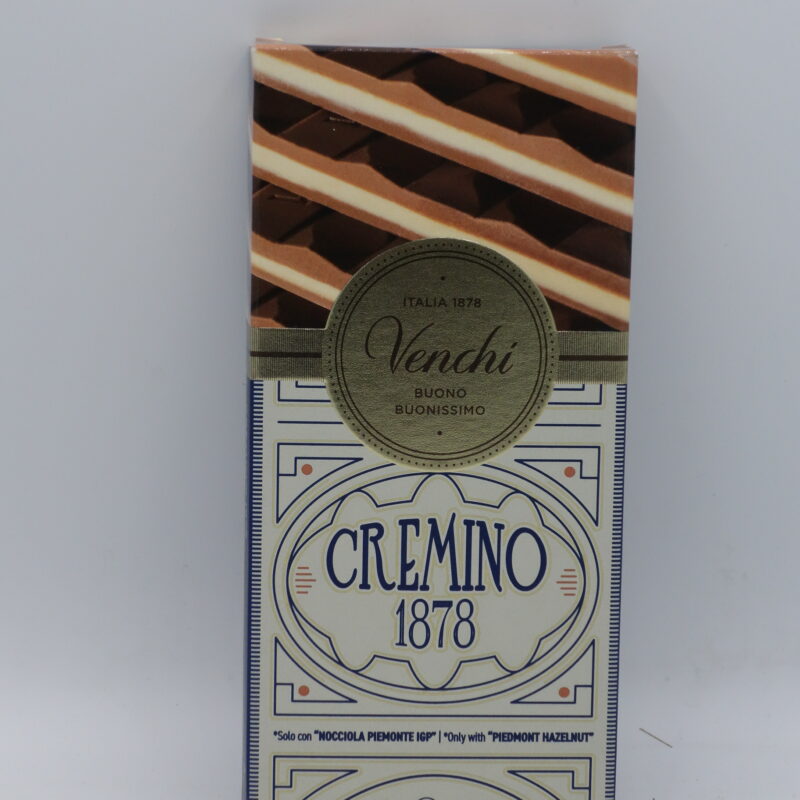 ITALIA 1878
Venchi
BUONO
BUONISSIMO
CREMINO
1878
*Solo con "NOCCIOLA PIEMONTE IGP" | *Only with "PIEDMONT HAZELNUT"